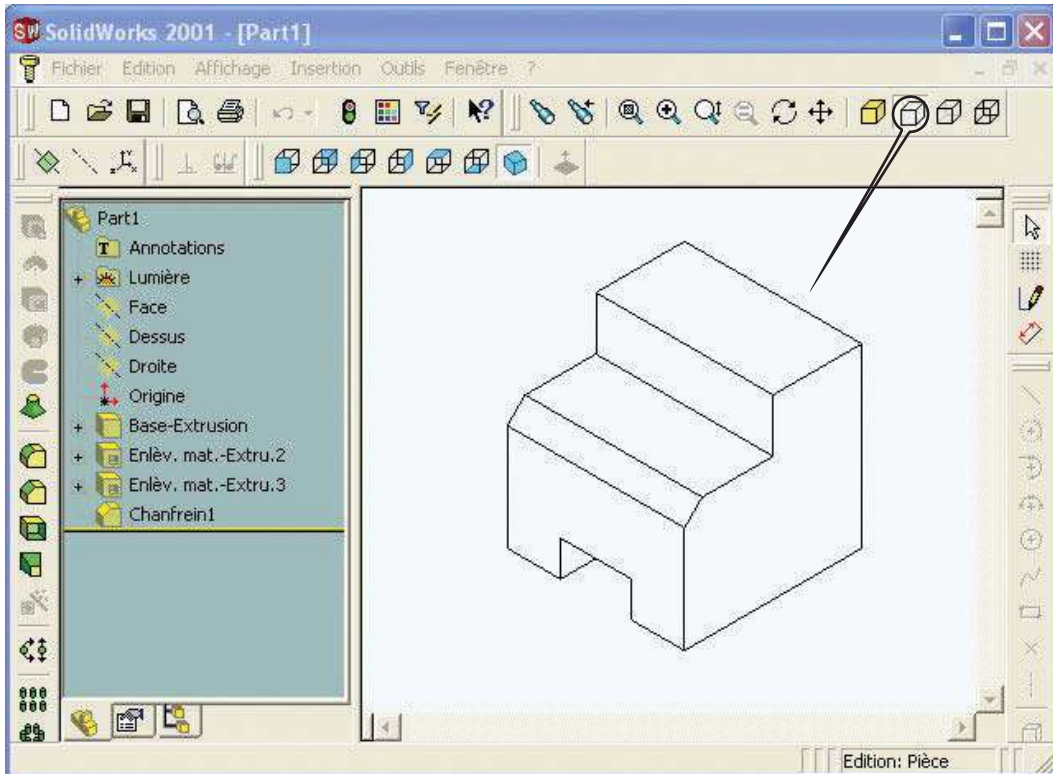 SW SolidWorks 2001 - [Part1]
Fichier Edition Affichage Insertion Outils Fenêtre ?
Part1
T Annotations
Lumière
Face
Dessus
Droite
Origine
Base-Extrusion
Enlèv. mat.-Extru.2
Enlèv. mat.-Extru.3
Chanfrein1
Edition: Pièce